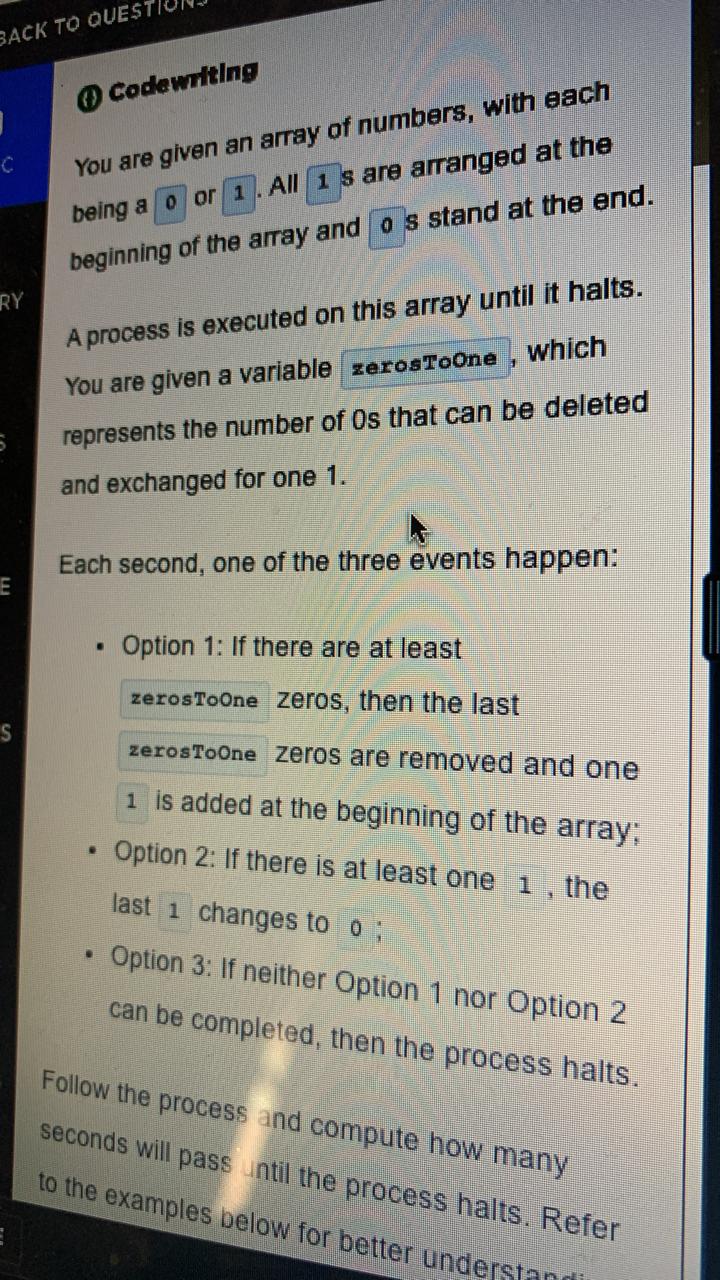 BACK TO QUESTIONS
Codewriting
You are given an array of numbers, with each
being a 0 or 1. All 1s are arranged at the
beginning of the array and 0s stand at the end.
A process is executed on this array until it halts.
You are given a variable zerosToOne, which
represents the number of 0s that can be deleted
and exchanged for one 1.
Each second, one of the three events happen:
• Option 1: If there are at least
zerosToOne zeros, then the last
zerosToOne zeros are removed and one
1 is added at the beginning of the array;
• Option 2: If there is at least one 1, the
last 1 changes to 0;
• Option 3: If neither Option 1 nor Option 2
can be completed, then the process halts.
Follow the process and compute how many
seconds will pass until the process halts. Refer
to the examples below for better